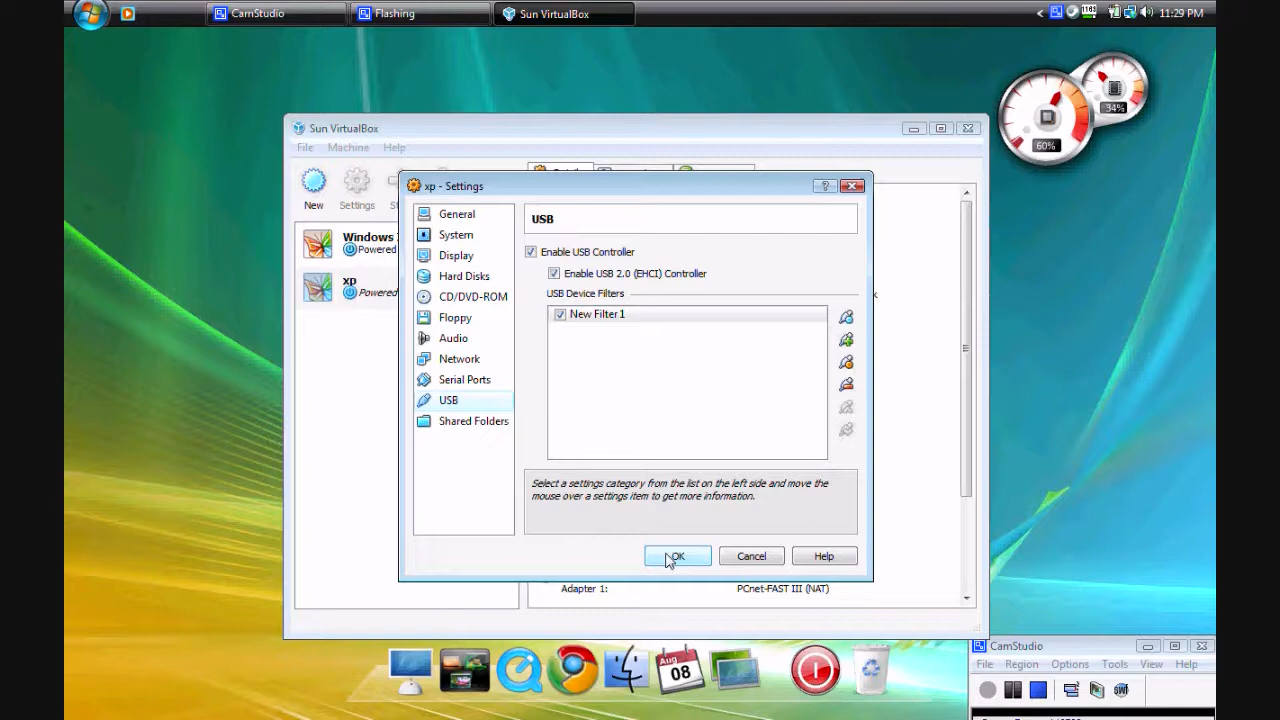 CamStudio
Flashing
Sun VirtualBox
<
1163
11:29 PM
34%
60%
Sun VirtualBox
File Machine Help
New
Settings
Windows
Powered
xp
Powered
xp - Settings
General
System
Display
Hard Disks
CD/DVD-ROM
Floppy
Audio
Network
Serial Ports
USB
Shared Folders
USB
Enable USB Controller
Enable USB 2.0 (EHCI) Controller
USB Device Filters
New Filter 1
Select a settings category from the list on the left side and move the
mouse over a settings item to get more information.
OK Cancel Help
Adapter 1: PCnet-FAST III (NAT)
Aug
08
CamStudio
File Region Options Tools View Help